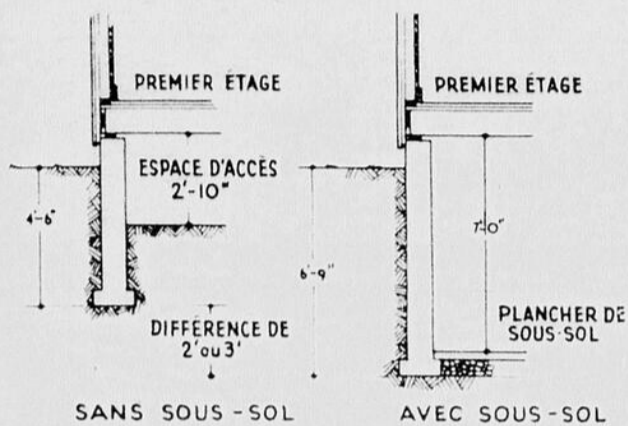 PREMIER ÉTAGE
ESPACE D'ACCÈS
2'-10"
4'-6"
DIFFÉRENCE DE
2' ou 3'
SANS SOUS-SOL
PREMIER ÉTAGE
7'-0"
6'-9"
PLANCHER DE
SOUS-SOL
AVEC SOUS-SOL